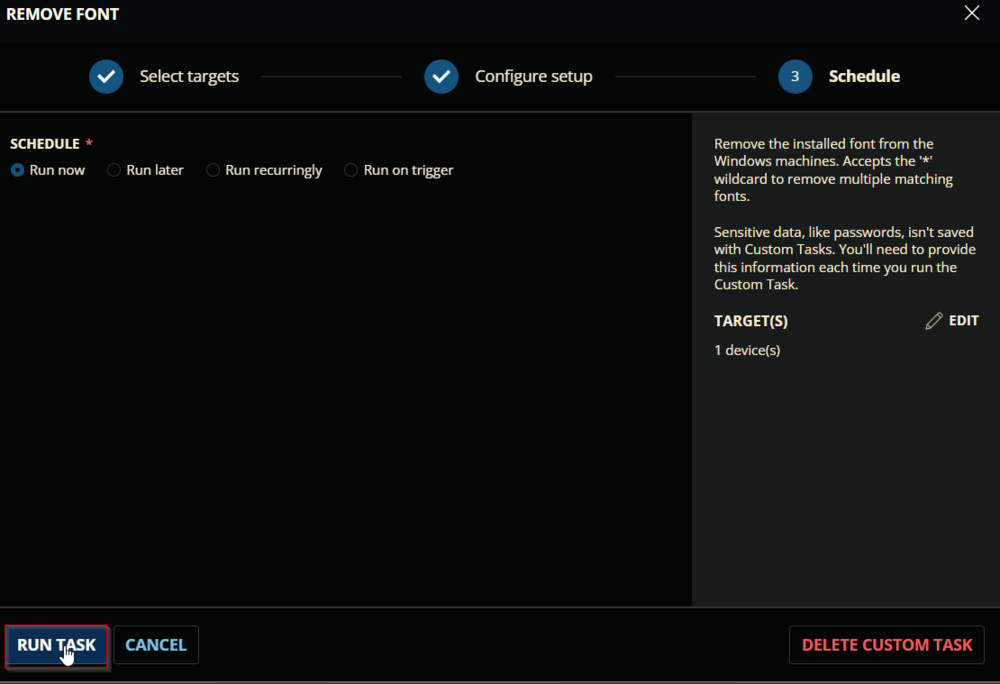 REMOVE FONT
Select targets
Configure setup
3
Schedule
SCHEDULE *
Run now
Run later
Run recurringly
Run on trigger
Remove the installed font from the
Windows machines. Accepts the '*'
wildcard to remove multiple matching
fonts.
Sensitive data, like passwords, isn't saved
with Custom Tasks. You'll need to provide
this information each time you run the
Custom Task.
TARGET(S)
EDIT
1 device(s)
RUN TASK
CANCEL
DELETE CUSTOM TASK